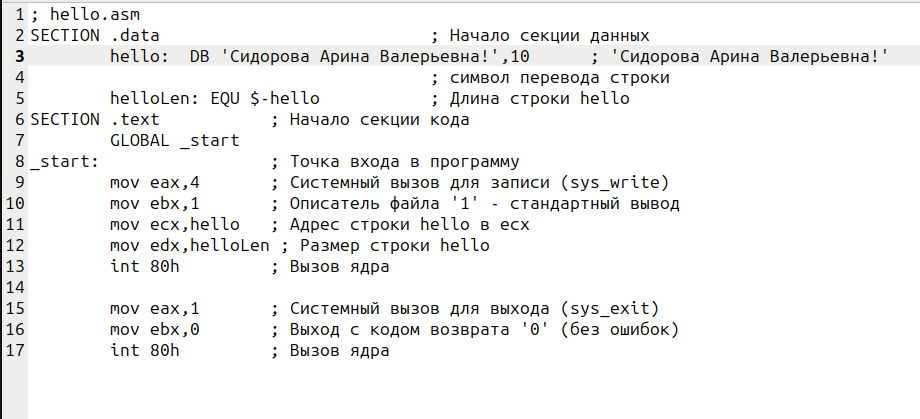 1 ; hello.asm
2 SECTION .data ; Начало секции данных
3 hello: DB 'Сидорова Арина Валерьевна!',10 ; 'Сидорова Арина Валерьевна!'
4 ; символ перевода строки
5 helloLen: EQU $-hello ; Длина строки hello
6 SECTION .text ; Начало секции кода
7 GLOBAL _start
8 _start: ; Точка входа в программу
9 mov eax,4 ; Системный вызов для записи (sys_write)
10 mov ebx,1 ; Описатель файла '1' - стандартный вывод
11 mov ecx,hello ; Адрес строки hello в ecx
12 mov edx,helloLen ; Размер строки hello
13 int 80h ; Вызов ядра
14
15 mov eax,1 ; Системный вызов для выхода (sys_exit)
16 mov ebx,0 ; Выход с кодом возврата '0' (без ошибок)
17 int 80h ; Вызов ядра